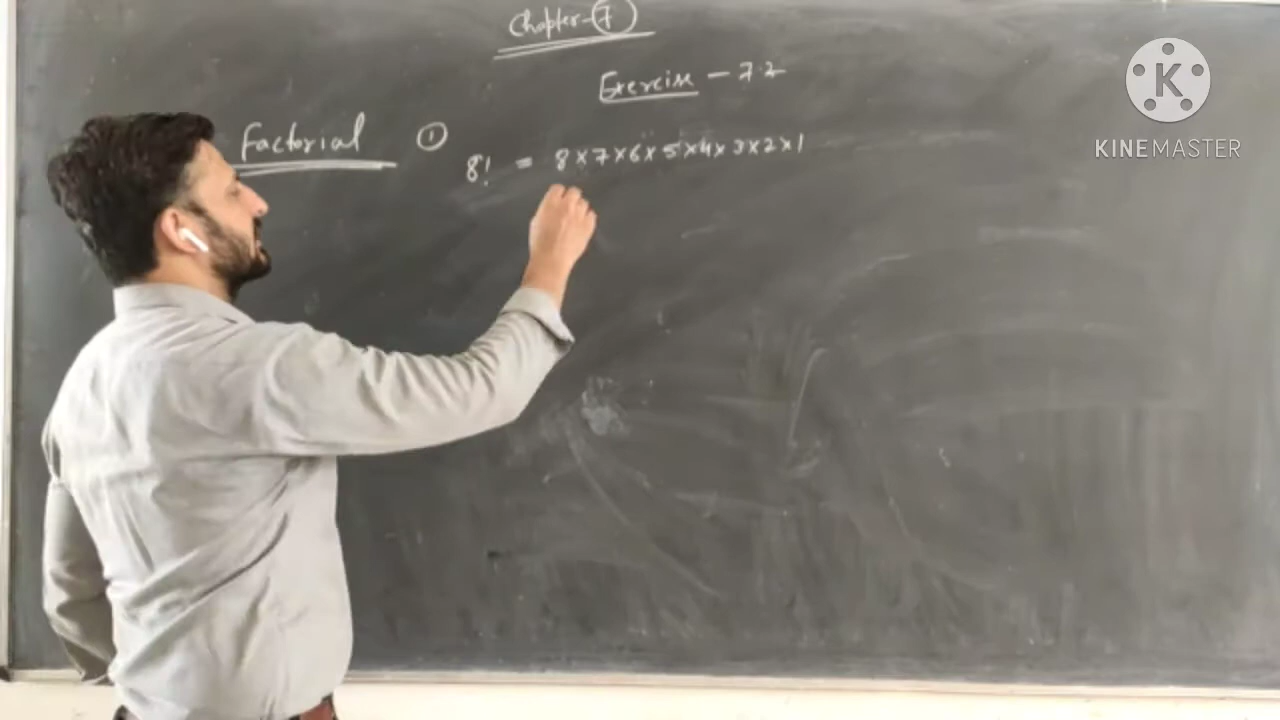 Chapter-7
Exercise - 7.2
Factorial ① 8! = 8×7×6×5×4×3×2×1
K
KINEMASTER